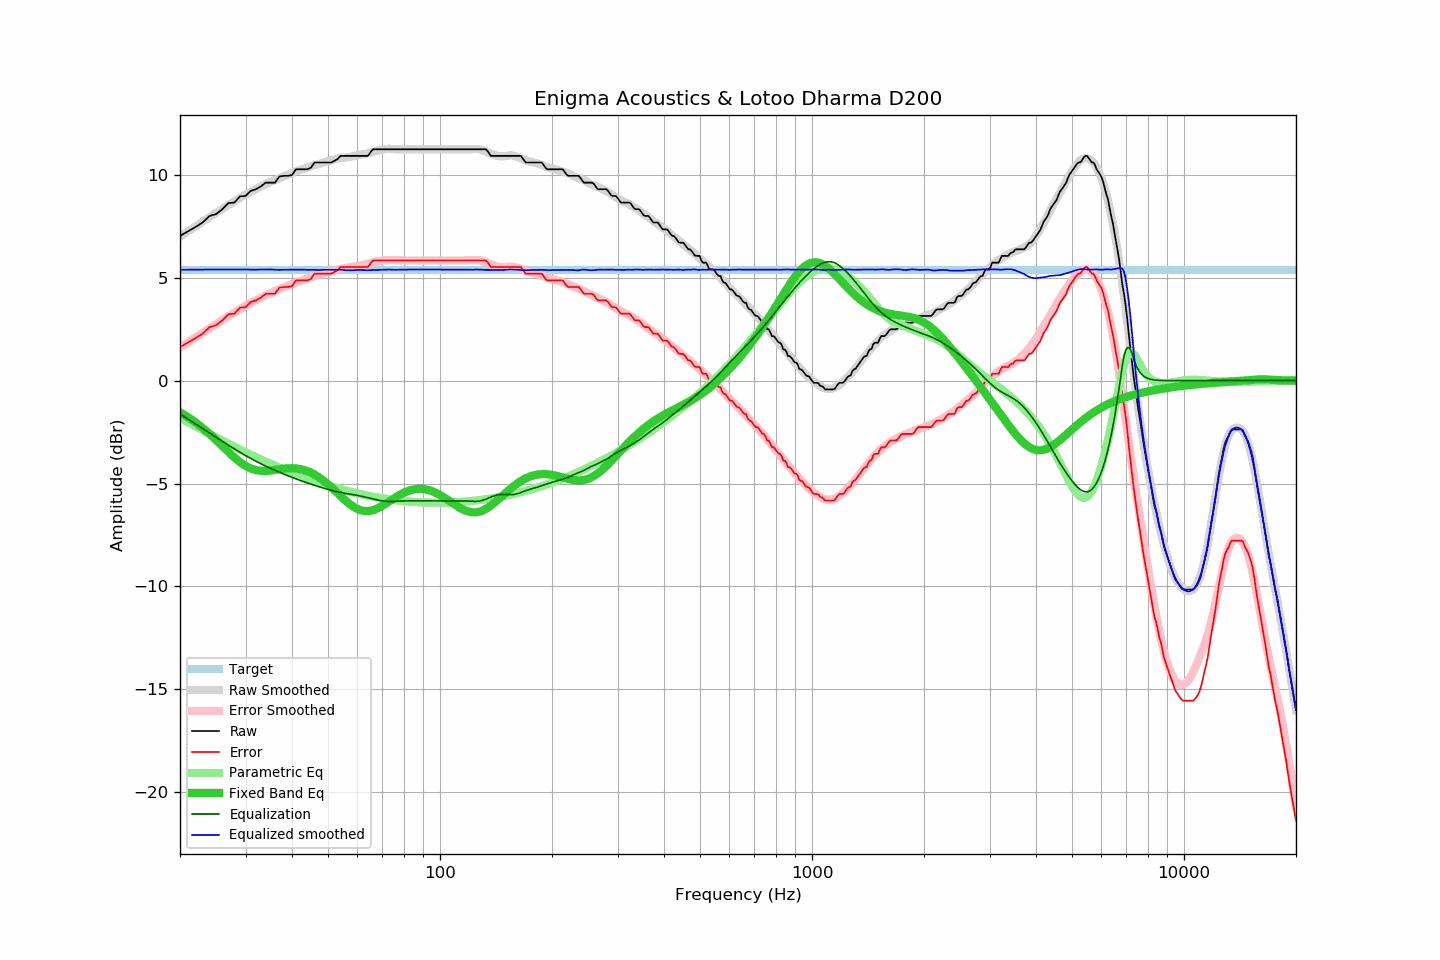 Enigma Acoustics & Lotoo Dharma D200
10
5
0
−5
−10
−15
−20
Amplitude (dBr)
Target
Raw Smoothed
Error Smoothed
Raw
Error
Parametric Eq
Fixed Band Eq
Equalization
Equalized smoothed
100
1000
10000
Frequency (Hz)